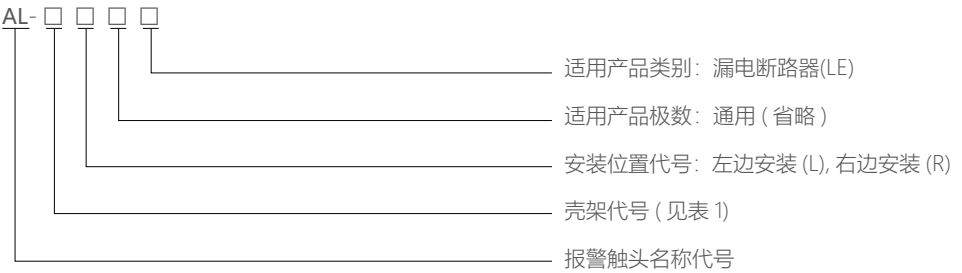 AL-□ □ □ □
适用产品类别：漏电断路器(LE)
适用产品极数：通用 ( 省略 )
安装位置代号：左边安装 (L), 右边安装 (R)
壳架代号 ( 见表 1)
报警触头名称代号